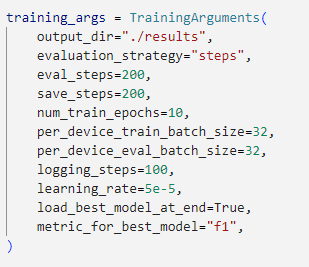 training_args = TrainingArguments(
    output_dir="./results",
    evaluation_strategy="steps",
    eval_steps=200,
    save_steps=200,
    num_train_epochs=10,
    per_device_train_batch_size=32,
    per_device_eval_batch_size=32,
    logging_steps=100,
    learning_rate=5e-5,
    load_best_model_at_end=True,
    metric_for_best_model="f1",
)